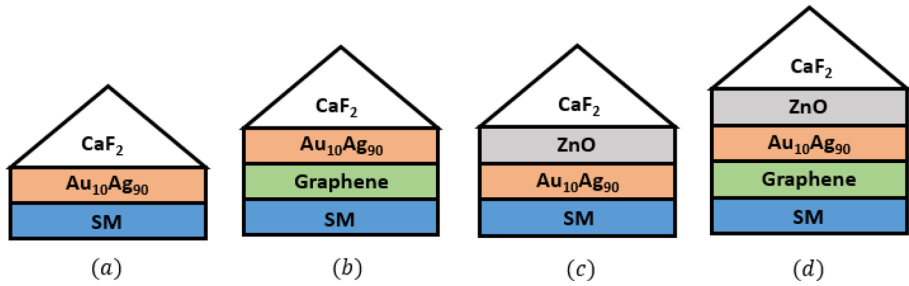 CaF₂
Au₁₀Ag₉₀
SM
(a)
CaF₂
Au₁₀Ag₉₀
Graphene
SM
(b)
CaF₂
ZnO
Au₁₀Ag₉₀
SM
(c)
CaF₂
ZnO
Au₁₀Ag₉₀
Graphene
SM
(d)